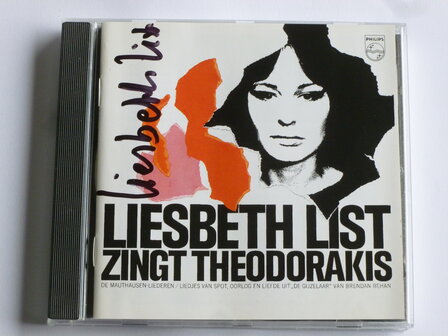 PHILIPS
Liesbeth List
LIESBETH LIST
ZINGT THEODORAKIS
DE MAUTHAUSEN-LIEDEREN / LIEDJES VAN SPOT, OORLOG EN LIEFDE UIT „DE GIJZELAAR" VAN BRENDAN BEHAN